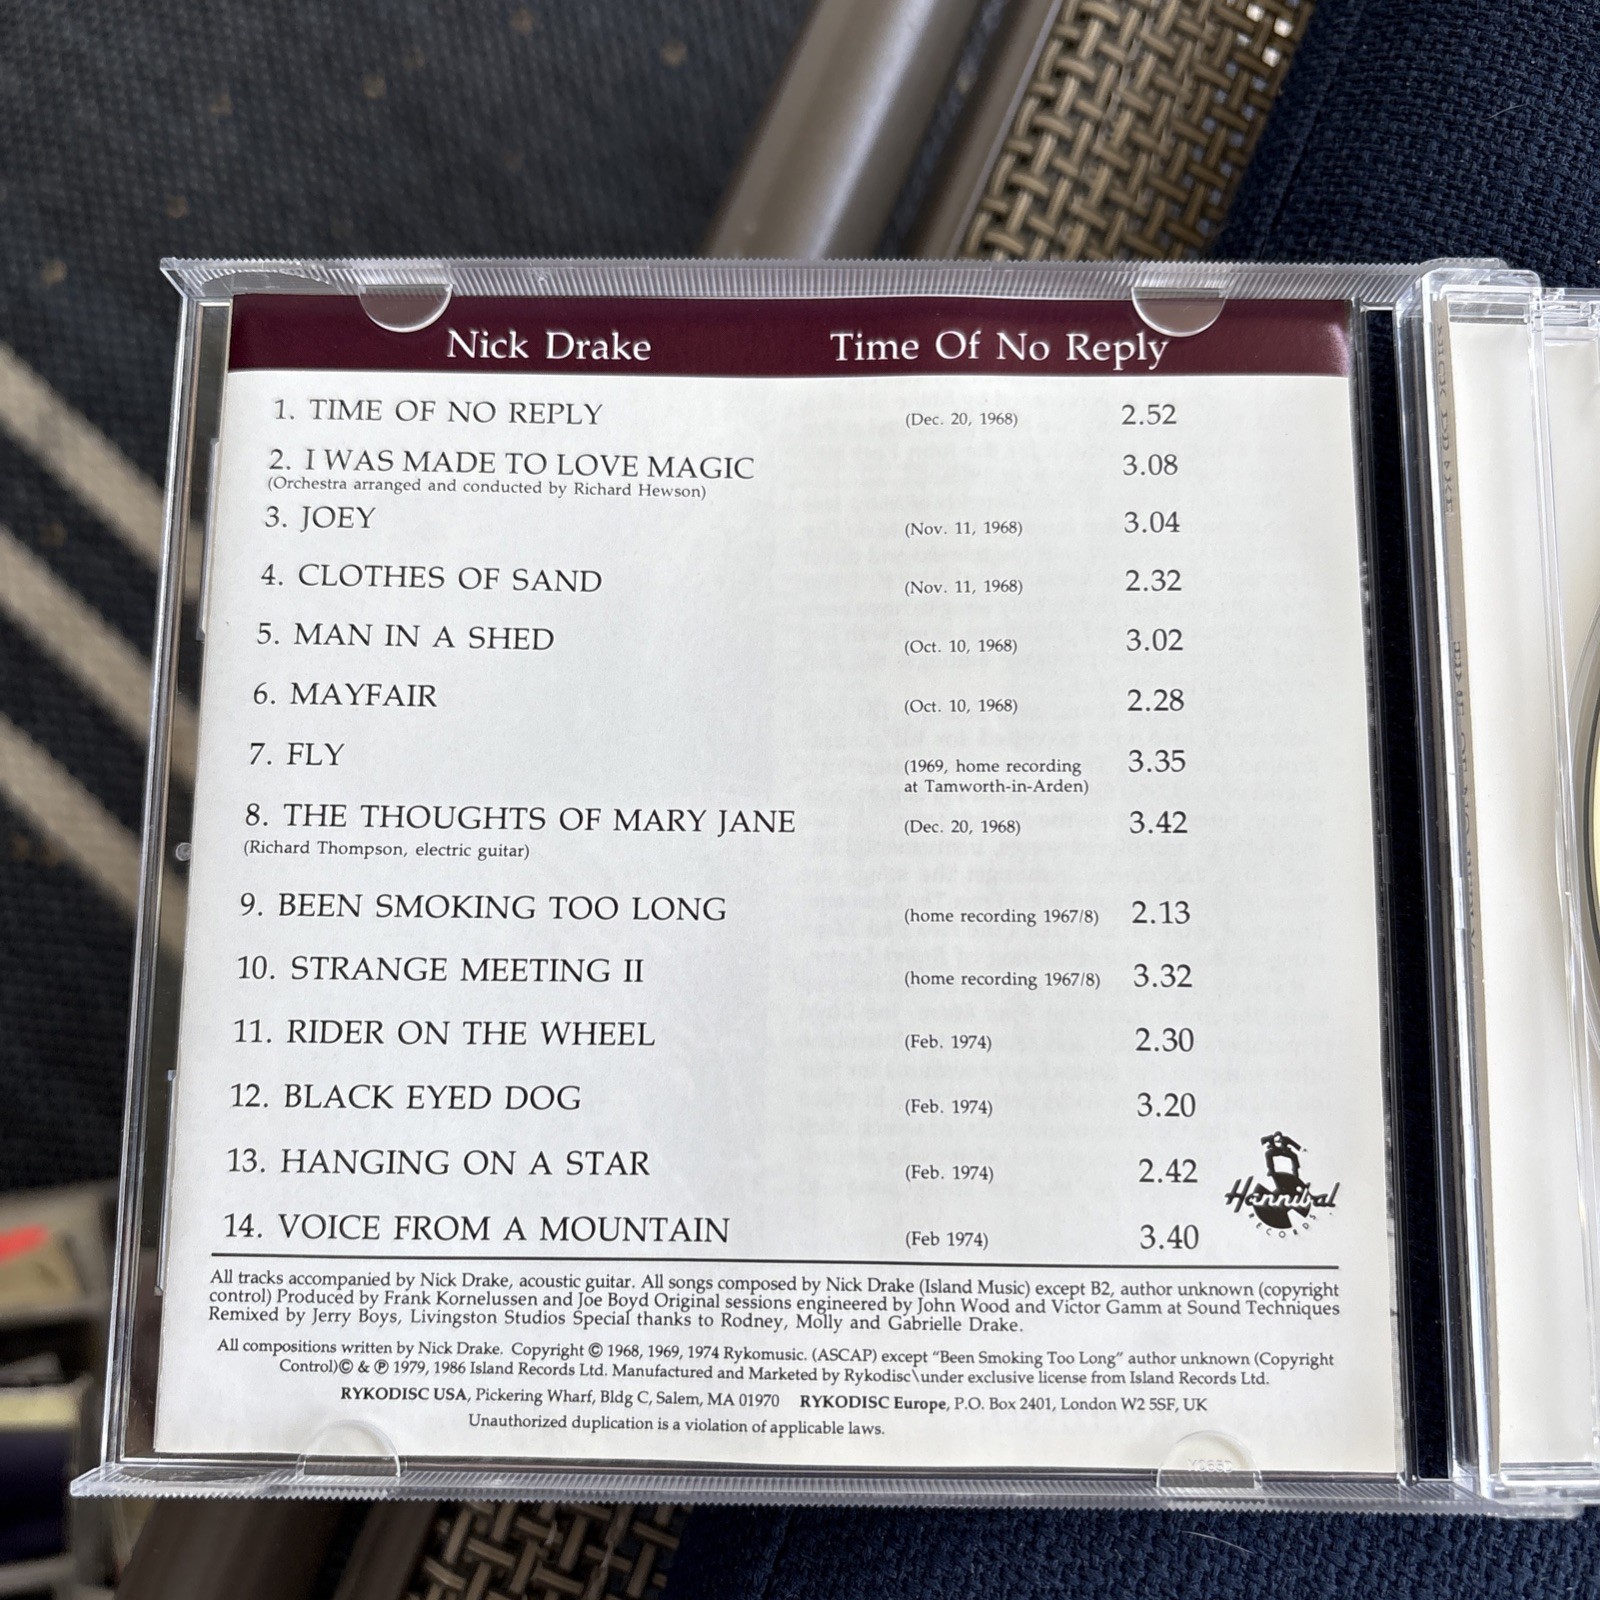 Nick Drake Time Of No Reply
1. TIME OF NO REPLY (Dec. 20, 1968) 2.52
2. I WAS MADE TO LOVE MAGIC 3.08
(Orchestra arranged and conducted by Richard Hewson)
3. JOEY (Nov. 11, 1968) 3.04
4. CLOTHES OF SAND (Nov. 11, 1968) 2.32
5. MAN IN A SHED (Oct. 10, 1968) 3.02
6. MAYFAIR (Oct. 10, 1968) 2.28
7. FLY (1969, home recording 3.35
at Tamworth-in-Arden)
8. THE THOUGHTS OF MARY JANE (Dec. 20, 1968) 3.42
(Richard Thompson, electric guitar)
9. BEEN SMOKING TOO LONG (home recording 1967/8) 2.13
10. STRANGE MEETING II (home recording 1967/8) 3.32
11. RIDER ON THE WHEEL (Feb. 1974) 2.30
12. BLACK EYED DOG (Feb. 1974) 3.20
13. HANGING ON A STAR (Feb. 1974) 2.42
14. VOICE FROM A MOUNTAIN (Feb 1974) 3.40
Hannibal
RECORDS
All tracks accompanied by Nick Drake, acoustic guitar. All songs composed by Nick Drake (Island Music) except B2, author unknown (copyright
control) Produced by Frank Kornelussen and Joe Boyd Original sessions engineered by John Wood and Victor Gamm at Sound Techniques
Remixed by Jerry Boys, Livingston Studios Special thanks to Rodney, Molly and Gabrielle Drake.
All compositions written by Nick Drake. Copyright © 1968, 1969, 1974 Rykomusic. (ASCAP) except "Been Smoking Too Long" author unknown (Copyright
Control)© & ℗ 1979, 1986 Island Records Ltd. Manufactured and Marketed by Rykodisc\under exclusive license from Island Records Ltd.
RYKODISC USA, Pickering Wharf, Bldg C, Salem, MA 01970 RYKODISC Europe, P.O. Box 2401, London W2 5SF, UK
Unauthorized duplication is a violation of applicable laws.